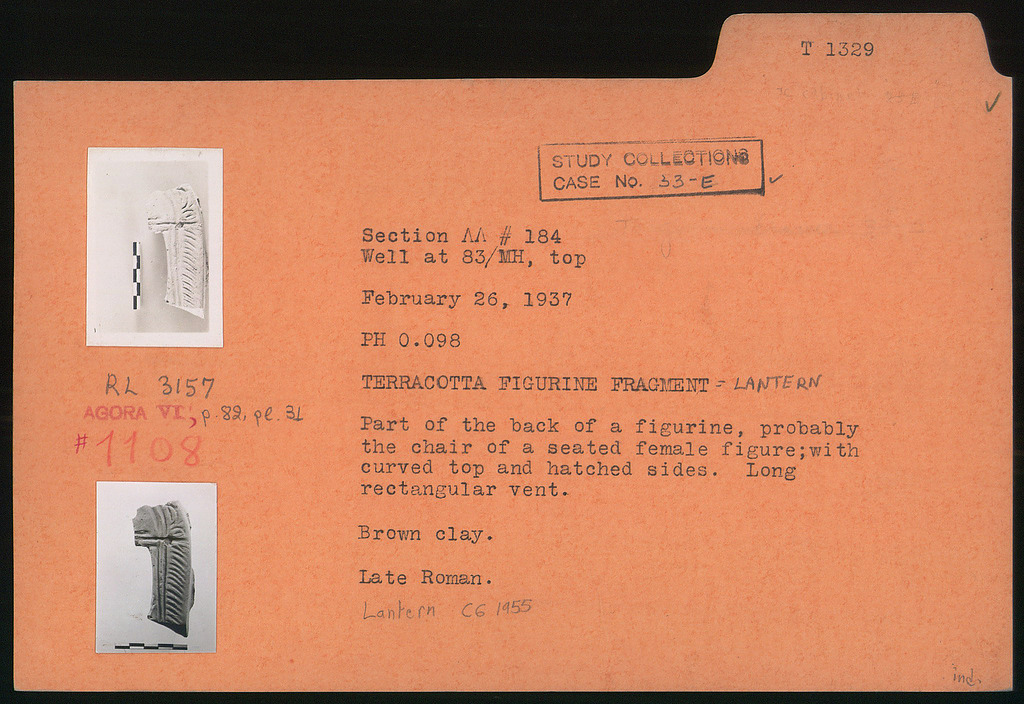 T 1329
STUDY COLLECTIONS
CASE No. 33-E
Section ΛΛ # 184
Well at 83/MH, top
February 26, 1937
PH 0.098
TERRACOTTA FIGURINE FRAGMENT = LANTERN
Part of the back of a figurine, probably
the chair of a seated female figure;with
curved top and hatched sides. Long
rectangular vent.
Brown clay.
Late Roman.
Lantern CG 1955
RL 3157
AGORA VI, p. 82, pl. 31
#1108
ind.